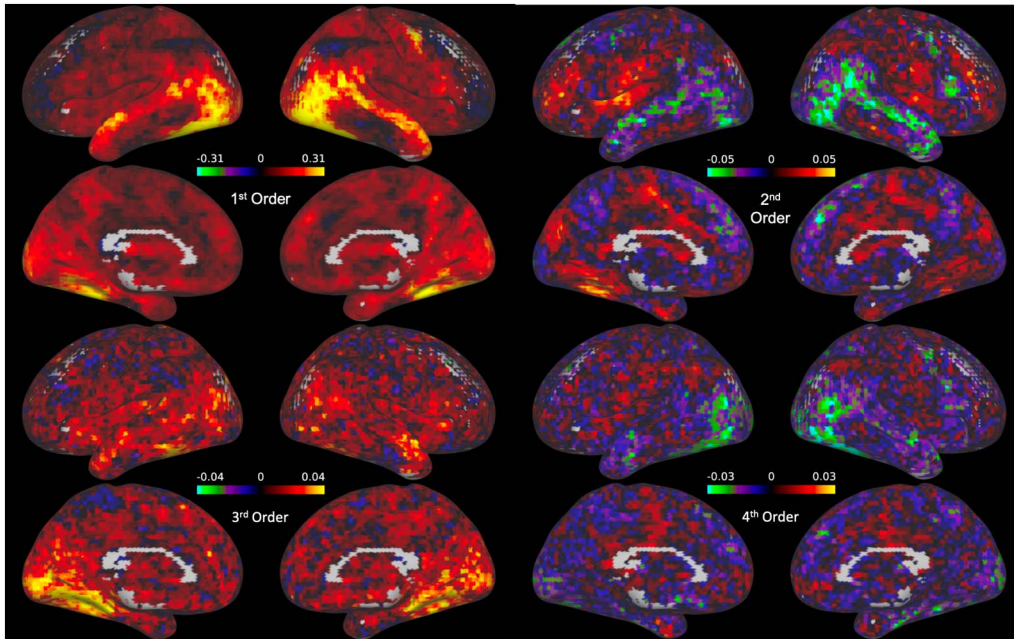 -0.31 0 0.31
1st Order
-0.05 0 0.05
2nd
Order
-0.04 0 0.04
3rd Order
-0.03 0 0.03
4th Order